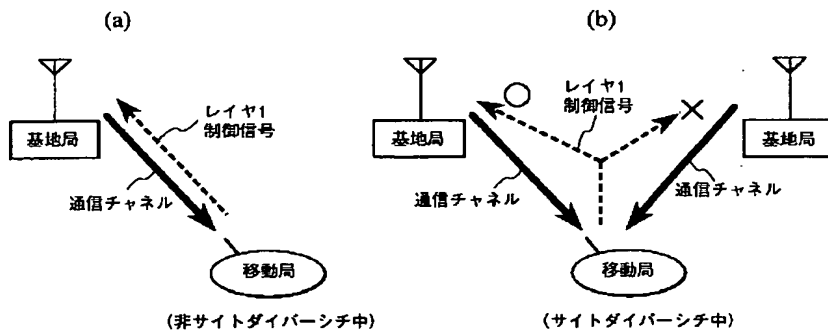 (a)
基地局
レイヤ1
制御信号
通信チャネル
移動局
(非サイトダイバーシチ中)
(b)
基地局
レイヤ1
制御信号
基地局
通信チャネル
通信チャネル
移動局
(サイトダイバーシチ中)